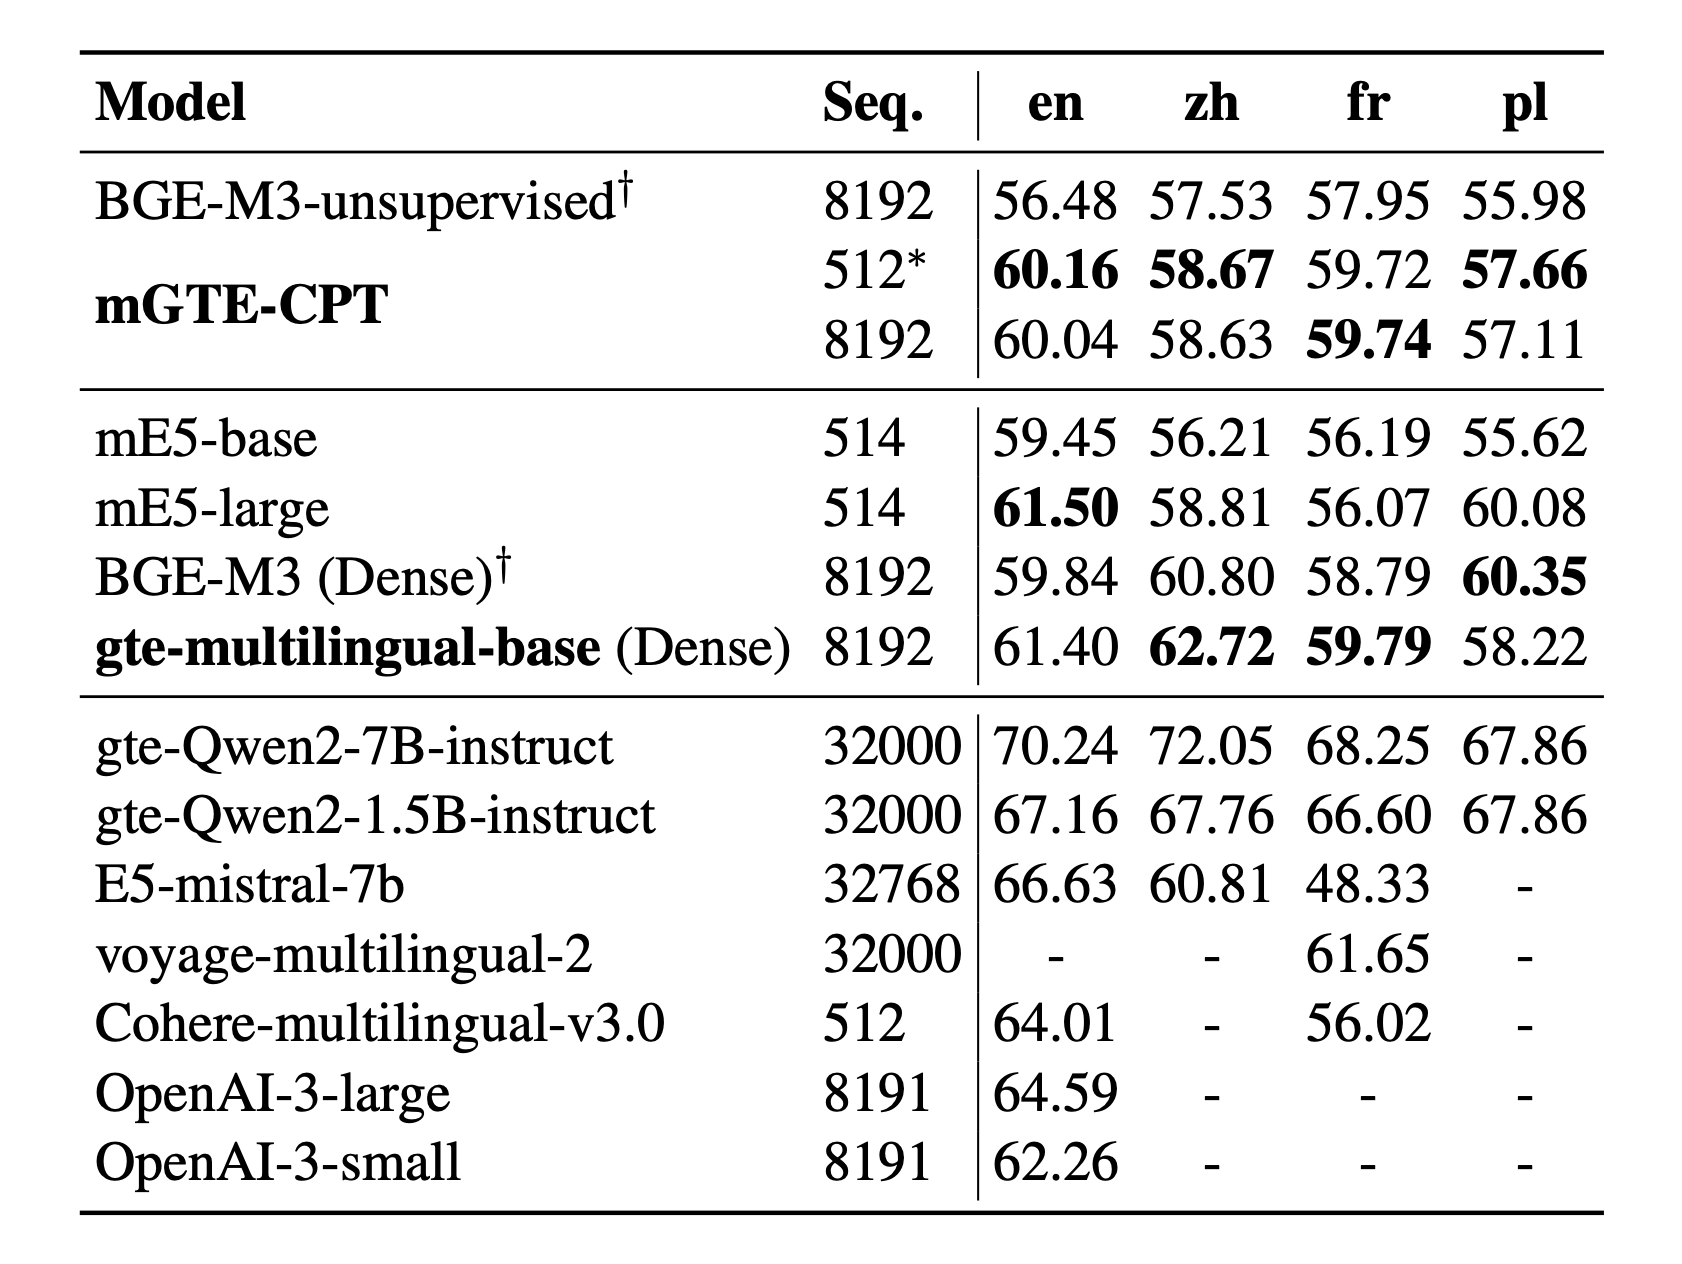 Model Seq. en zh fr pl
BGE-M3-unsupervised† 8192 56.48 57.53 57.95 55.98
mGTE-CPT 512* 60.16 58.67 59.72 57.66
8192 60.04 58.63 59.74 57.11
mE5-base 514 59.45 56.21 56.19 55.62
mE5-large 514 61.50 58.81 56.07 60.08
BGE-M3 (Dense)† 8192 59.84 60.80 58.79 60.35
gte-multilingual-base (Dense) 8192 61.40 62.72 59.79 58.22
gte-Qwen2-7B-instruct 32000 70.24 72.05 68.25 67.86
gte-Qwen2-1.5B-instruct 32000 67.16 67.76 66.60 67.86
E5-mistral-7b 32768 66.63 60.81 48.33 -
voyage-multilingual-2 32000 - - 61.65 -
Cohere-multilingual-v3.0 512 64.01 - 56.02 -
OpenAI-3-large 8191 64.59 - - -
OpenAI-3-small 8191 62.26 - - -